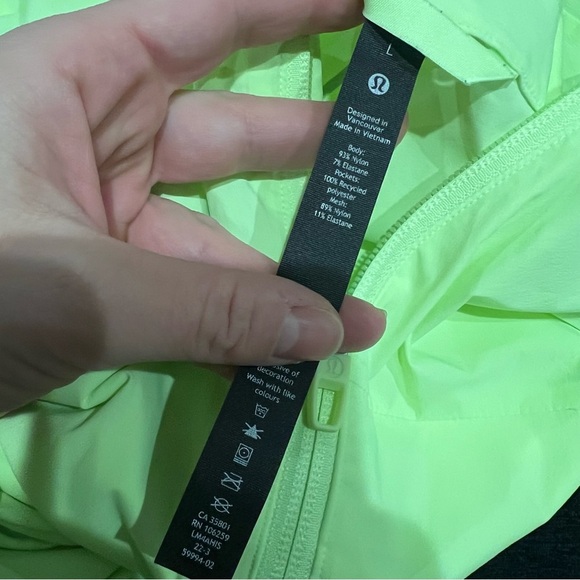 L
Designed in
Vancouver
Made in Vietnam
Body:
93% Nylon
7% Elastane
Pockets:
100% Recycled
polyester
Mesh:
89% Nylon
11% Elastane
of
decoration
Wash with like
colours
CA 35801
RN 106259
LM4AHIS
22-3
59994-02